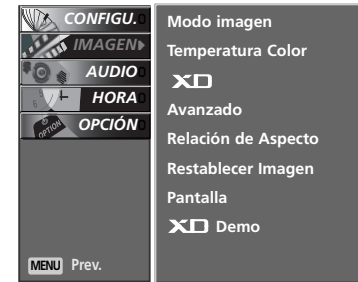 CONFIGU.
IMAGEN
AUDIO
HORA
OPCIÓN
MENU Prev.
Modo imagen
Temperatura Color
XD
Avanzado
Relación de Aspecto
Restablecer Imagen
Pantalla
XD Demo